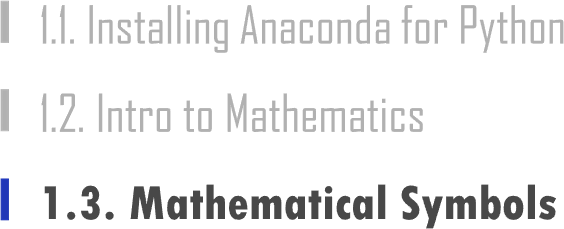 1.1. Installing Anaconda for Python
1.2. Intro to Mathematics
1.3. Mathematical Symbols